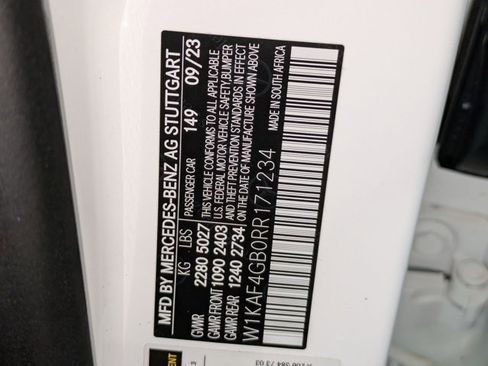 MFD BY MERCEDES-BENZ AG STUTTGART
PASSENGER CAR 149 09/23
KG LBS
THIS VEHICLE CONFORMS TO ALL APPLICABLE
U.S. FEDERAL MOTOR VEHICLE SAFETY, BUMPER
AND THEFT PREVENTION STANDARDS IN EFFECT
ON THE DATE OF MANUFACTURE SHOWN ABOVE
GVWR 2280 5027
GAWR FRONT 1090 2403
GAWR REAR 1240 2734
MADE IN SOUTH AFRICA
W1KAF4GB0RR171234